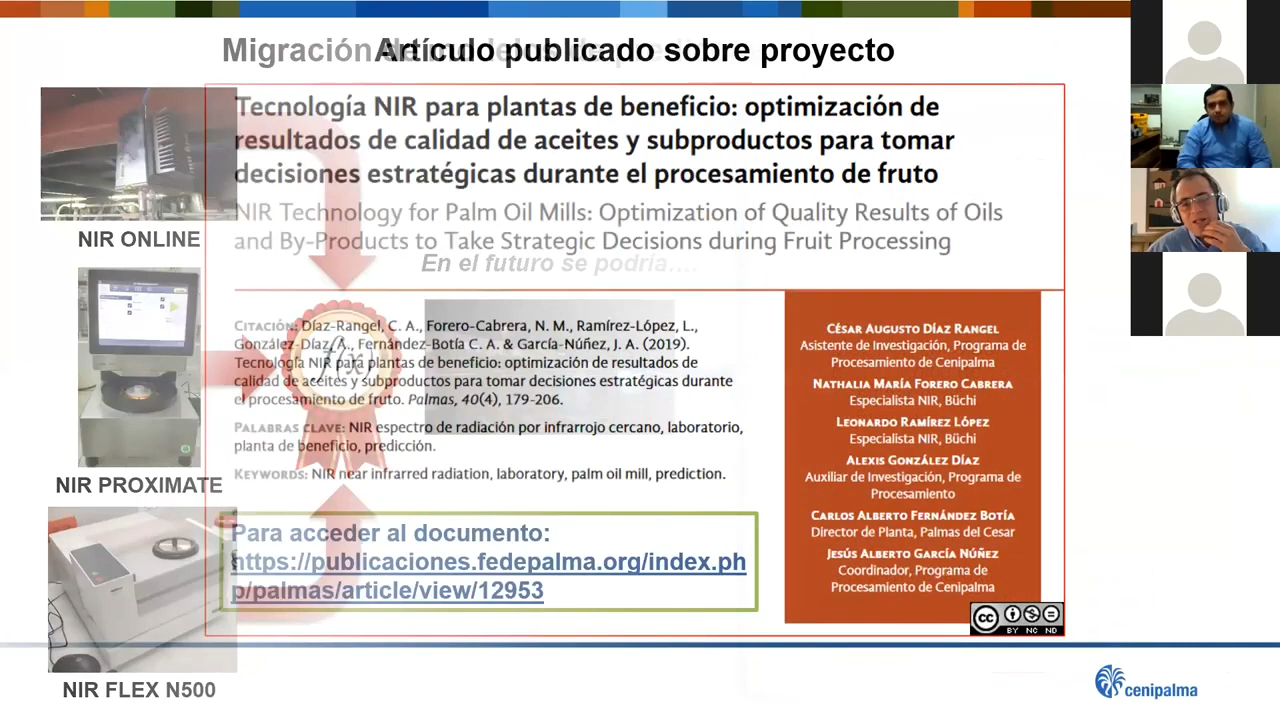 Migración
Artículo publicado sobre proyecto
NIR ONLINE
NIR PROXIMATE
NIR FLEX N500
Tecnología NIR para plantas de beneficio: optimización de
resultados de calidad de aceites y subproductos para tomar
decisiones estratégicas durante el procesamiento de fruto
NIR Technology for Palm Oil Mills: Optimization of Quality Results of Oils
and By-Products to Take Strategic Decisions during Fruit Processing
En el futuro se podría....
f(x)
CITACIÓN: Díaz-Rangel, C. A., Forero-Cabrera, N. M., Ramírez-López, L.,
González-Díaz, A., Fernández-Botía C. A. & García-Núñez, J. A. (2019).
Tecnología NIR para plantas de beneficio: optimización de resultados de
calidad de aceites y subproductos para tomar decisiones estratégicas durante
el procesamiento de fruto. Palmas, 40(4), 179-206.
PALABRAS CLAVE: NIR espectro de radiación por infrarrojo cercano, laboratorio,
planta de beneficio, predicción.
KEYWORDS: NIR near infrarred radiation, laboratory, palm oil mill, prediction.
Para acceder al documento:
https://publicaciones.fedepalma.org/index.ph
p/palmas/article/view/12953
CÉSAR AUGUSTO DÍAZ RANGEL
Asistente de Investigación, Programa de
Procesamiento de Cenipalma
NATHALIA MARÍA FORERO CABRERA
Especialista NIR, Büchi
LEONARDO RAMÍREZ LÓPEZ
Especialista NIR, Büchi
ALEXIS GONZÁLEZ DÍAZ
Auxiliar de Investigación, Programa de
Procesamiento
CARLOS ALBERTO FERNÁNDEZ BOTÍA
Director de Planta, Palmas del Cesar
JESÚS ALBERTO GARCÍA NÚÑEZ
Coordinador, Programa de
Procesamiento de Cenipalma
cc
BY NC ND
cenipalma